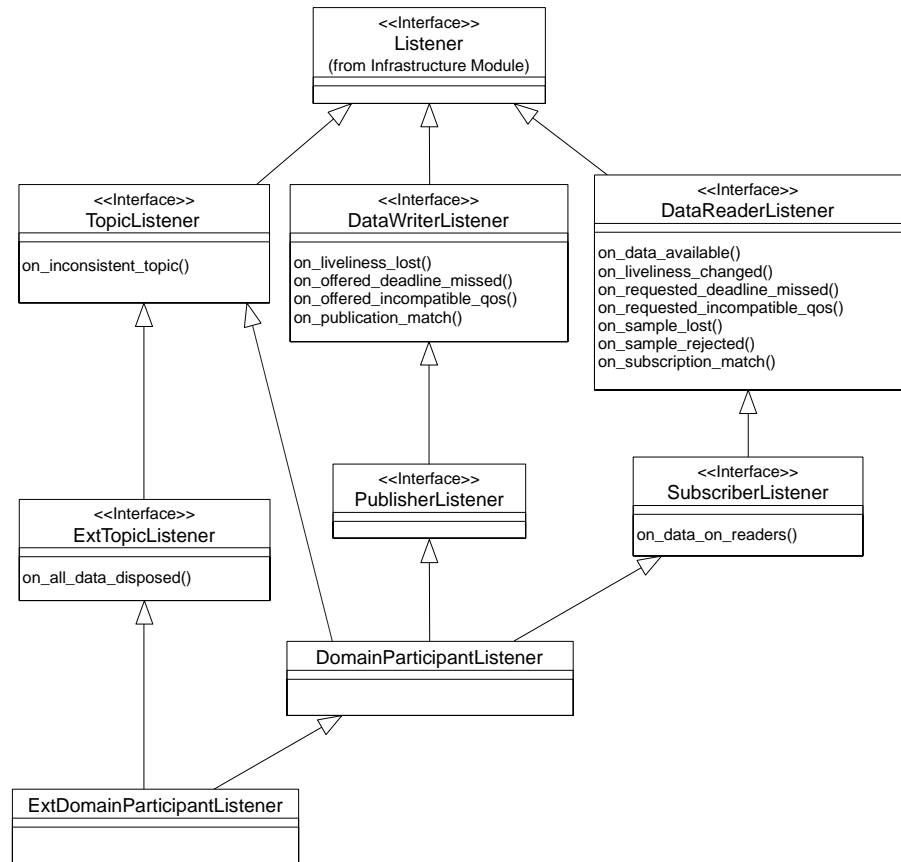 <<Interface>>
Listener
(from Infrastructure Module)
<<Interface>>
TopicListener
on_inconsistent_topic()
<<Interface>>
DataWriterListener
on_liveliness_lost()
on_offered_deadline_missed()
on_offered_incompatible_qos()
on_publication_match()
<<Interface>>
DataReaderListener
on_data_available()
on_liveliness_changed()
on_requested_deadline_missed()
on_requested_incompatible_qos()
on_sample_lost()
on_sample_rejected()
on_subscription_match()
<<Interface>>
ExtTopicListener
on_all_data_disposed()
<<Interface>>
PublisherListener
<<Interface>>
SubscriberListener
on_data_on_readers()
DomainParticipantListener
ExtDomainParticipantListener